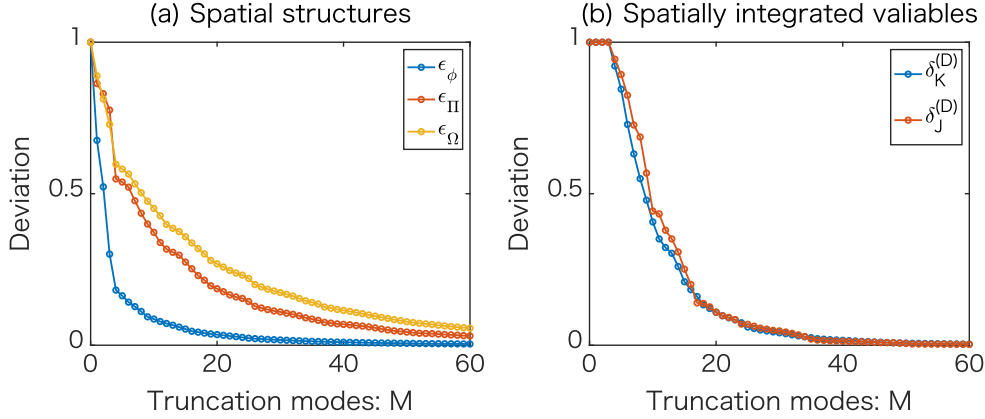 (a) Spatial structures
1
0.5
0
0
20
40
60
Deviation
Truncation modes: M
ϵ_ϕ
ϵ_Π
ϵ_Ω
(b) Spatially integrated valiables
1
0.5
0
0
20
40
60
Deviation
Truncation modes: M
δ_K^(D)
δ_J^(D)